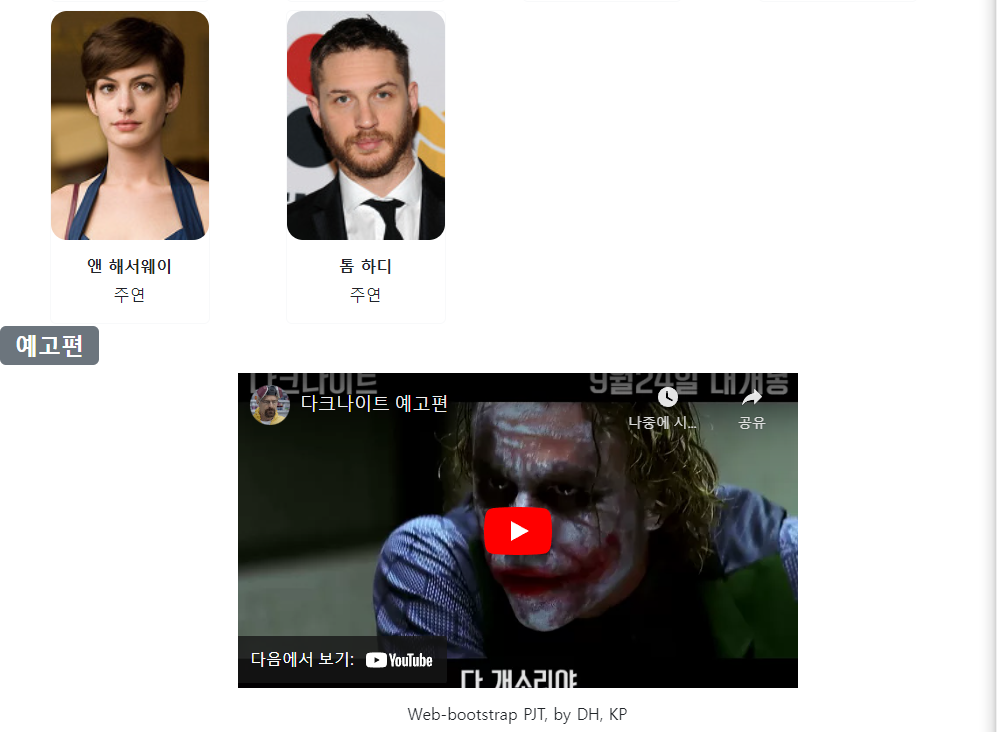 앤 해서웨이
주연
톰 하디
주연
예고편
다크나이트
9월24일 대개봉
다크나이트 예고편
나중에 시...
공유
다음에서 보기: YouTube
다 개소리야
Web-bootstrap PJT, by DH, KP